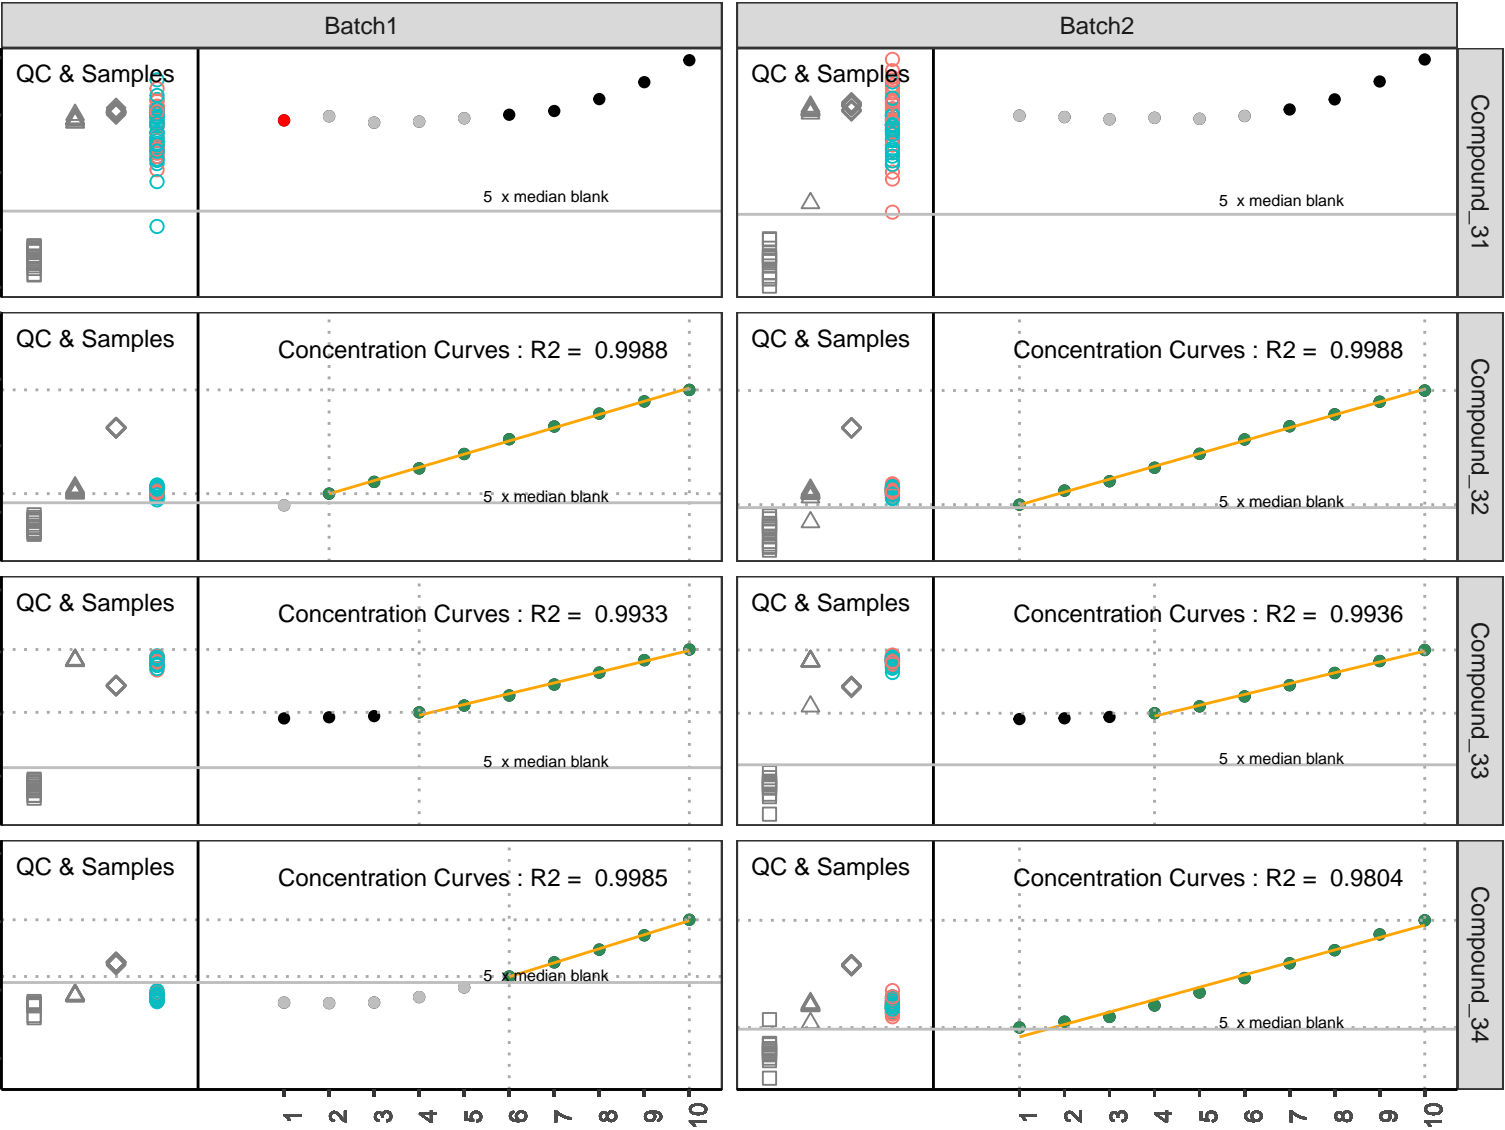 Batch1
Batch2
QC & Samples
5 x median blank
QC & Samples
5 x median blank
Compound_31
QC & Samples
Concentration Curves : R2 = 0.9988
5 x median blank
QC & Samples
Concentration Curves : R2 = 0.9988
5 x median blank
Compound_32
QC & Samples
Concentration Curves : R2 = 0.9933
5 x median blank
QC & Samples
Concentration Curves : R2 = 0.9936
5 x median blank
Compound_33
QC & Samples
Concentration Curves : R2 = 0.9985
5 x median blank
QC & Samples
Concentration Curves : R2 = 0.9804
5 x median blank
Compound_34
1 2 3 4 5 6 7 8 9 10
1 2 3 4 5 6 7 8 9 10